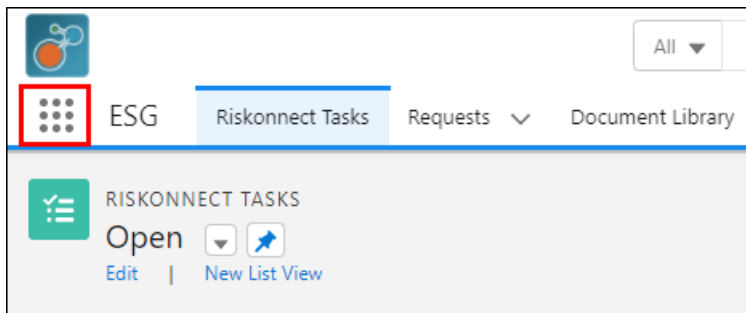 All
ESG Riskonnect Tasks Requests Document Library
RISKONNECT TASKS
Open
Edit | New List View